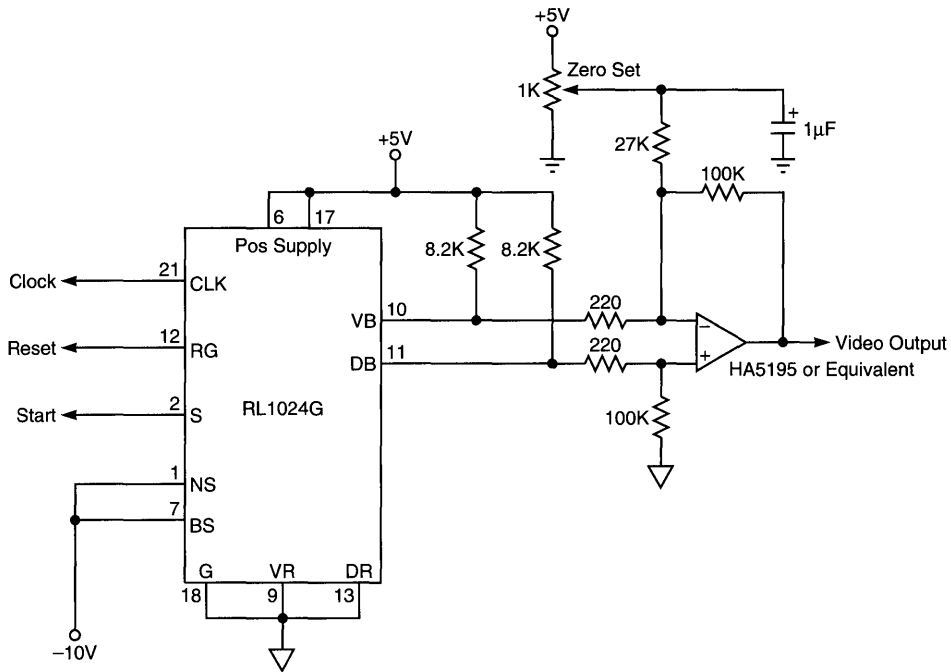 +5V
Zero Set
1K
+
1μF
27K
+5V
100K
6
17
Pos Supply
8.2K
8.2K
21
Clock
CLK
10
220
VB
12
Reset
RG
−
220
Video Output
11
DB
+
HA5195 or Equivalent
2
Start
S
RL1024G
100K
1
NS
7
BS
G
VR
DR
18
9
13
−10V